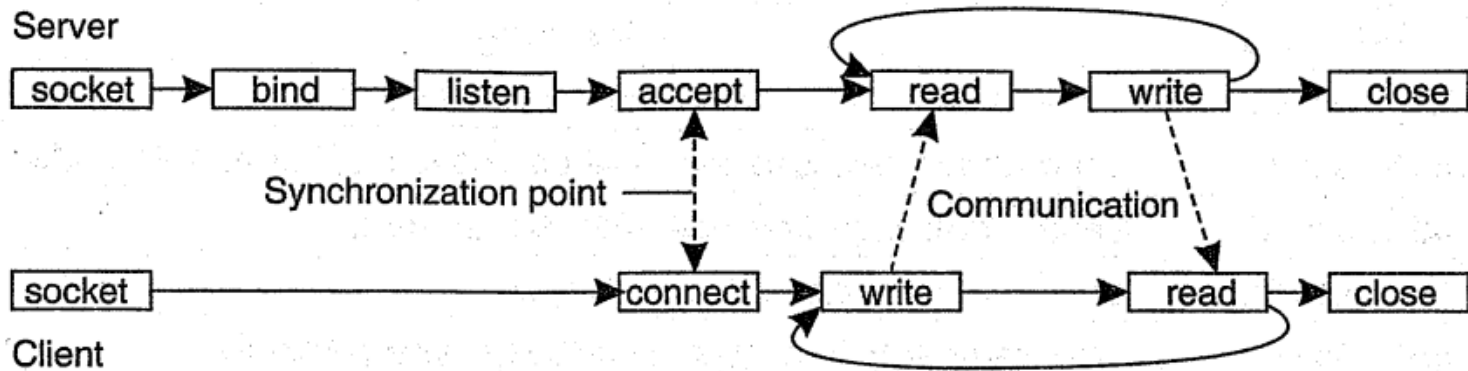 Server
socket bind listen accept read write close
Synchronization point
Communication
socket connect write read close
Client